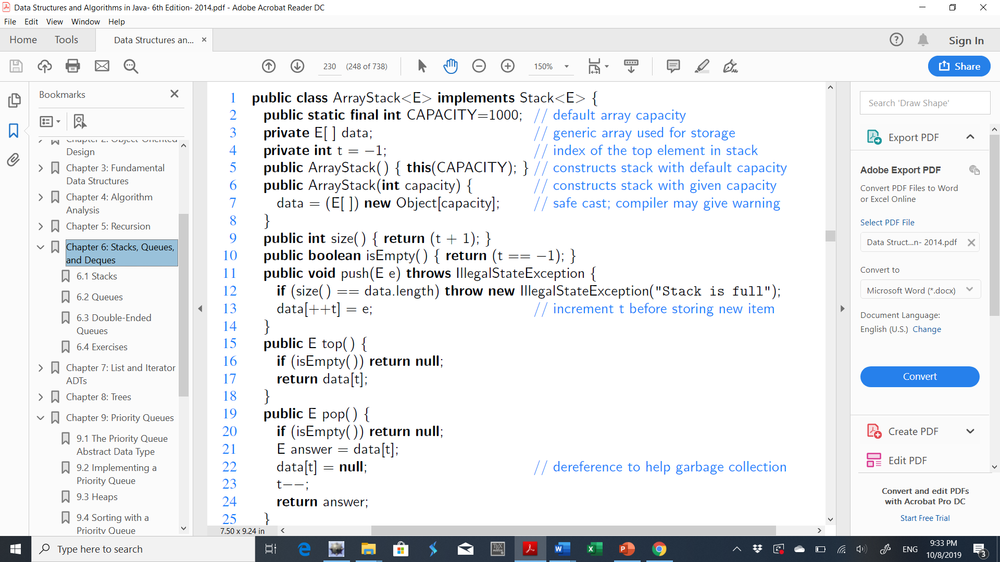 Data Structures and Algorithms in Java- 6th Edition- 2014.pdf - Adobe Acrobat Reader DC
File Edit View Window Help
Home Tools Data Structures an... ×
Sign In
230 (248 of 738) 150%
Share
Bookmarks
Chapter 2: Object-Oriented
Design
Chapter 3: Fundamental
Data Structures
Chapter 4: Algorithm
Analysis
Chapter 5: Recursion
Chapter 6: Stacks, Queues,
and Deques
6.1 Stacks
6.2 Queues
6.3 Double-Ended
Queues
6.4 Exercises
Chapter 7: List and Iterator
ADTs
Chapter 8: Trees
Chapter 9: Priority Queues
9.1 The Priority Queue
Abstract Data Type
9.2 Implementing a
Priority Queue
9.3 Heaps
9.4 Sorting with a
Priority Queue
1 public class ArrayStack<E> implements Stack<E> {
2 public static final int CAPACITY=1000; // default array capacity
3 private E[ ] data; // generic array used for storage
4 private int t = −1; // index of the top element in stack
5 public ArrayStack( ) { this(CAPACITY); } // constructs stack with default capacity
6 public ArrayStack(int capacity) { // constructs stack with given capacity
7 data = (E[ ]) new Object[capacity]; // safe cast; compiler may give warning
8 }
9 public int size( ) { return (t + 1); }
10 public boolean isEmpty( ) { return (t == −1); }
11 public void push(E e) throws IllegalStateException {
12 if (size( ) == data.length) throw new IllegalStateException("Stack is full");
13 data[++t] = e; // increment t before storing new item
14 }
15 public E top( ) {
16 if (isEmpty( )) return null;
17 return data[t];
18 }
19 public E pop( ) {
20 if (isEmpty( )) return null;
21 E answer = data[t];
22 data[t] = null; // dereference to help garbage collection
23 t−−;
24 return answer;
25 }
7.50 x 9.24 in
Search 'Draw Shape'
Export PDF
Adobe Export PDF
Convert PDF Files to Word
or Excel Online
Select PDF File
Data Struct...n- 2014.pdf
Convert to
Microsoft Word (*.docx)
Document Language:
English (U.S.) Change
Convert
Create PDF
Edit PDF
Convert and edit PDFs
with Acrobat Pro DC
Start Free Trial
Type here to search
ENG
9:33 PM
10/8/2019
3